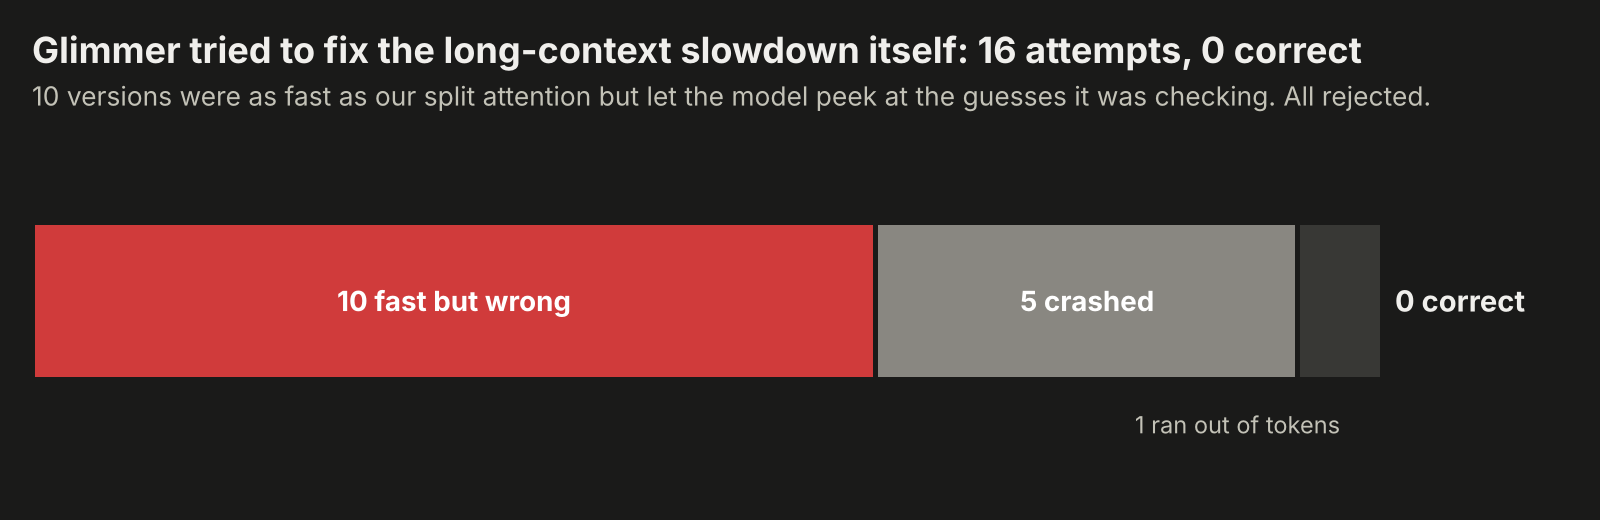 Glimmer tried to fix the long-context slowdown itself: 16 attempts, 0 correct
10 versions were as fast as our split attention but let the model peek at the guesses it was checking. All rejected.
10 fast but wrong
5 crashed
0 correct
1 ran out of tokens